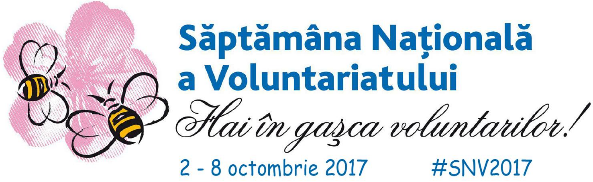 Săptămâna Națională
a Voluntariatului
Hai în gașca voluntarilor!
2 - 8 octombrie 2017 #SNV2017